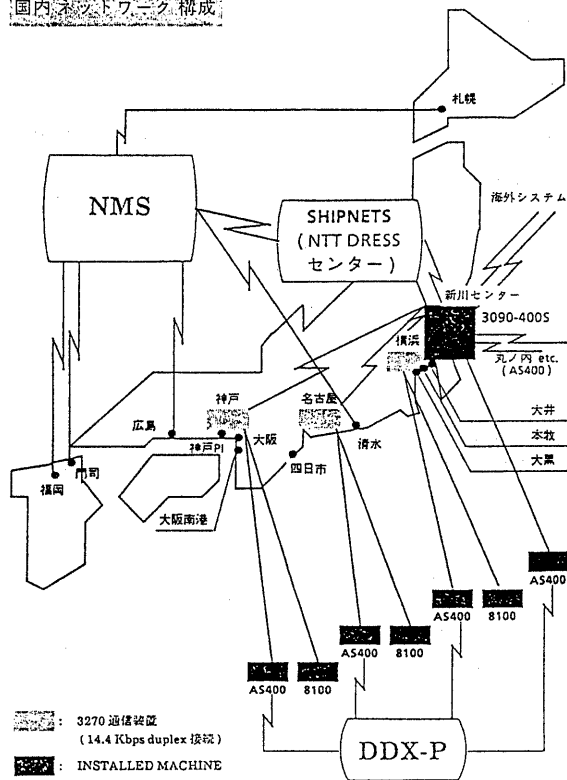 国内ネットワーク構成
札幌
NMS
SHIPNETS
(NTT DRESS
センター)
海外システム
新川センター
3090-400S
横浜
丸ノ内 etc.
(AS400)
広島
神戸
名古屋
大井
神戸PI
大阪
清水
本牧
四日市
大黒
門司
福岡
大阪南港
AS400
AS400
8100
AS400
8100
AS400
8100
3270 通信装置
(14.4 Kbps duplex 接続)
: INSTALLED MACHINE
DDX-P